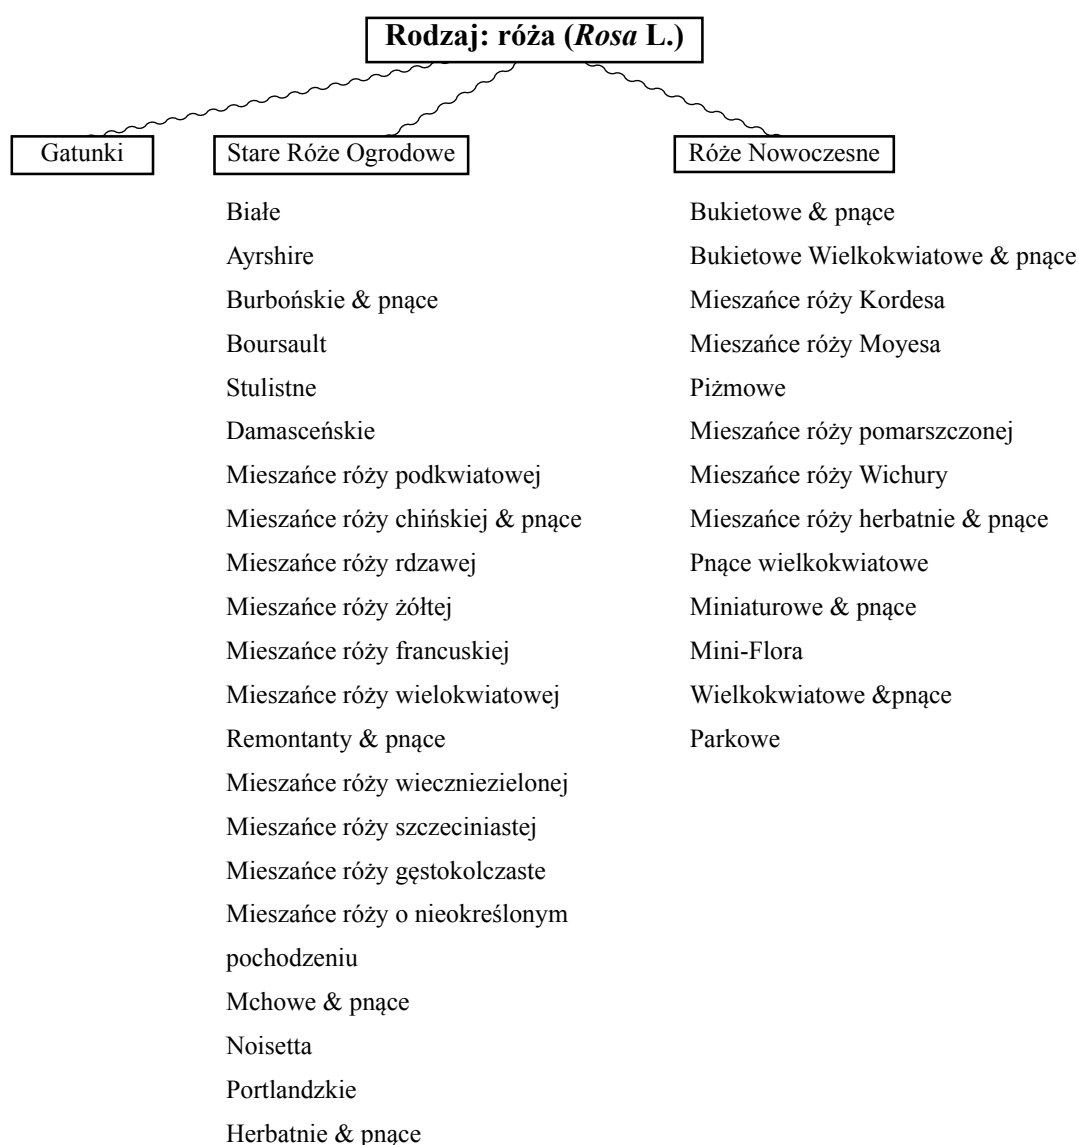 Rodzaj: róża (Rosa L.)
Gatunki
Stare Róże Ogrodowe
Białe
Ayrshire
Burbońskie & pnące
Boursault
Stulistne
Damasceńskie
Mieszańce róży podkwiatowej
Mieszańce róży chińskiej & pnące
Mieszańce róży rdzawej
Mieszańce róży żółtej
Mieszańce róży francuskiej
Mieszańce róży wielokwiatowej
Remontanty & pnące
Mieszańce róży wieczniezielonej
Mieszańce róży szczeciniastej
Mieszańce róży gęstokolczaste
Mieszańce róży o nieokreślonym
pochodzeniu
Mchowe & pnące
Noisetta
Portlandzkie
Herbatnie & pnące
Róże Nowoczesne
Bukietowe & pnące
Bukietowe Wielkokwiatowe & pnące
Mieszańce róży Kordesa
Mieszańce róży Moyesa
Piżmowe
Mieszańce róży pomarszczonej
Mieszańce róży Wichury
Mieszańce róży herbatnie & pnące
Pnące wielkokwiatowe
Miniaturowe & pnące
Mini-Flora
Wielkokwiatowe &pnące
Parkowe